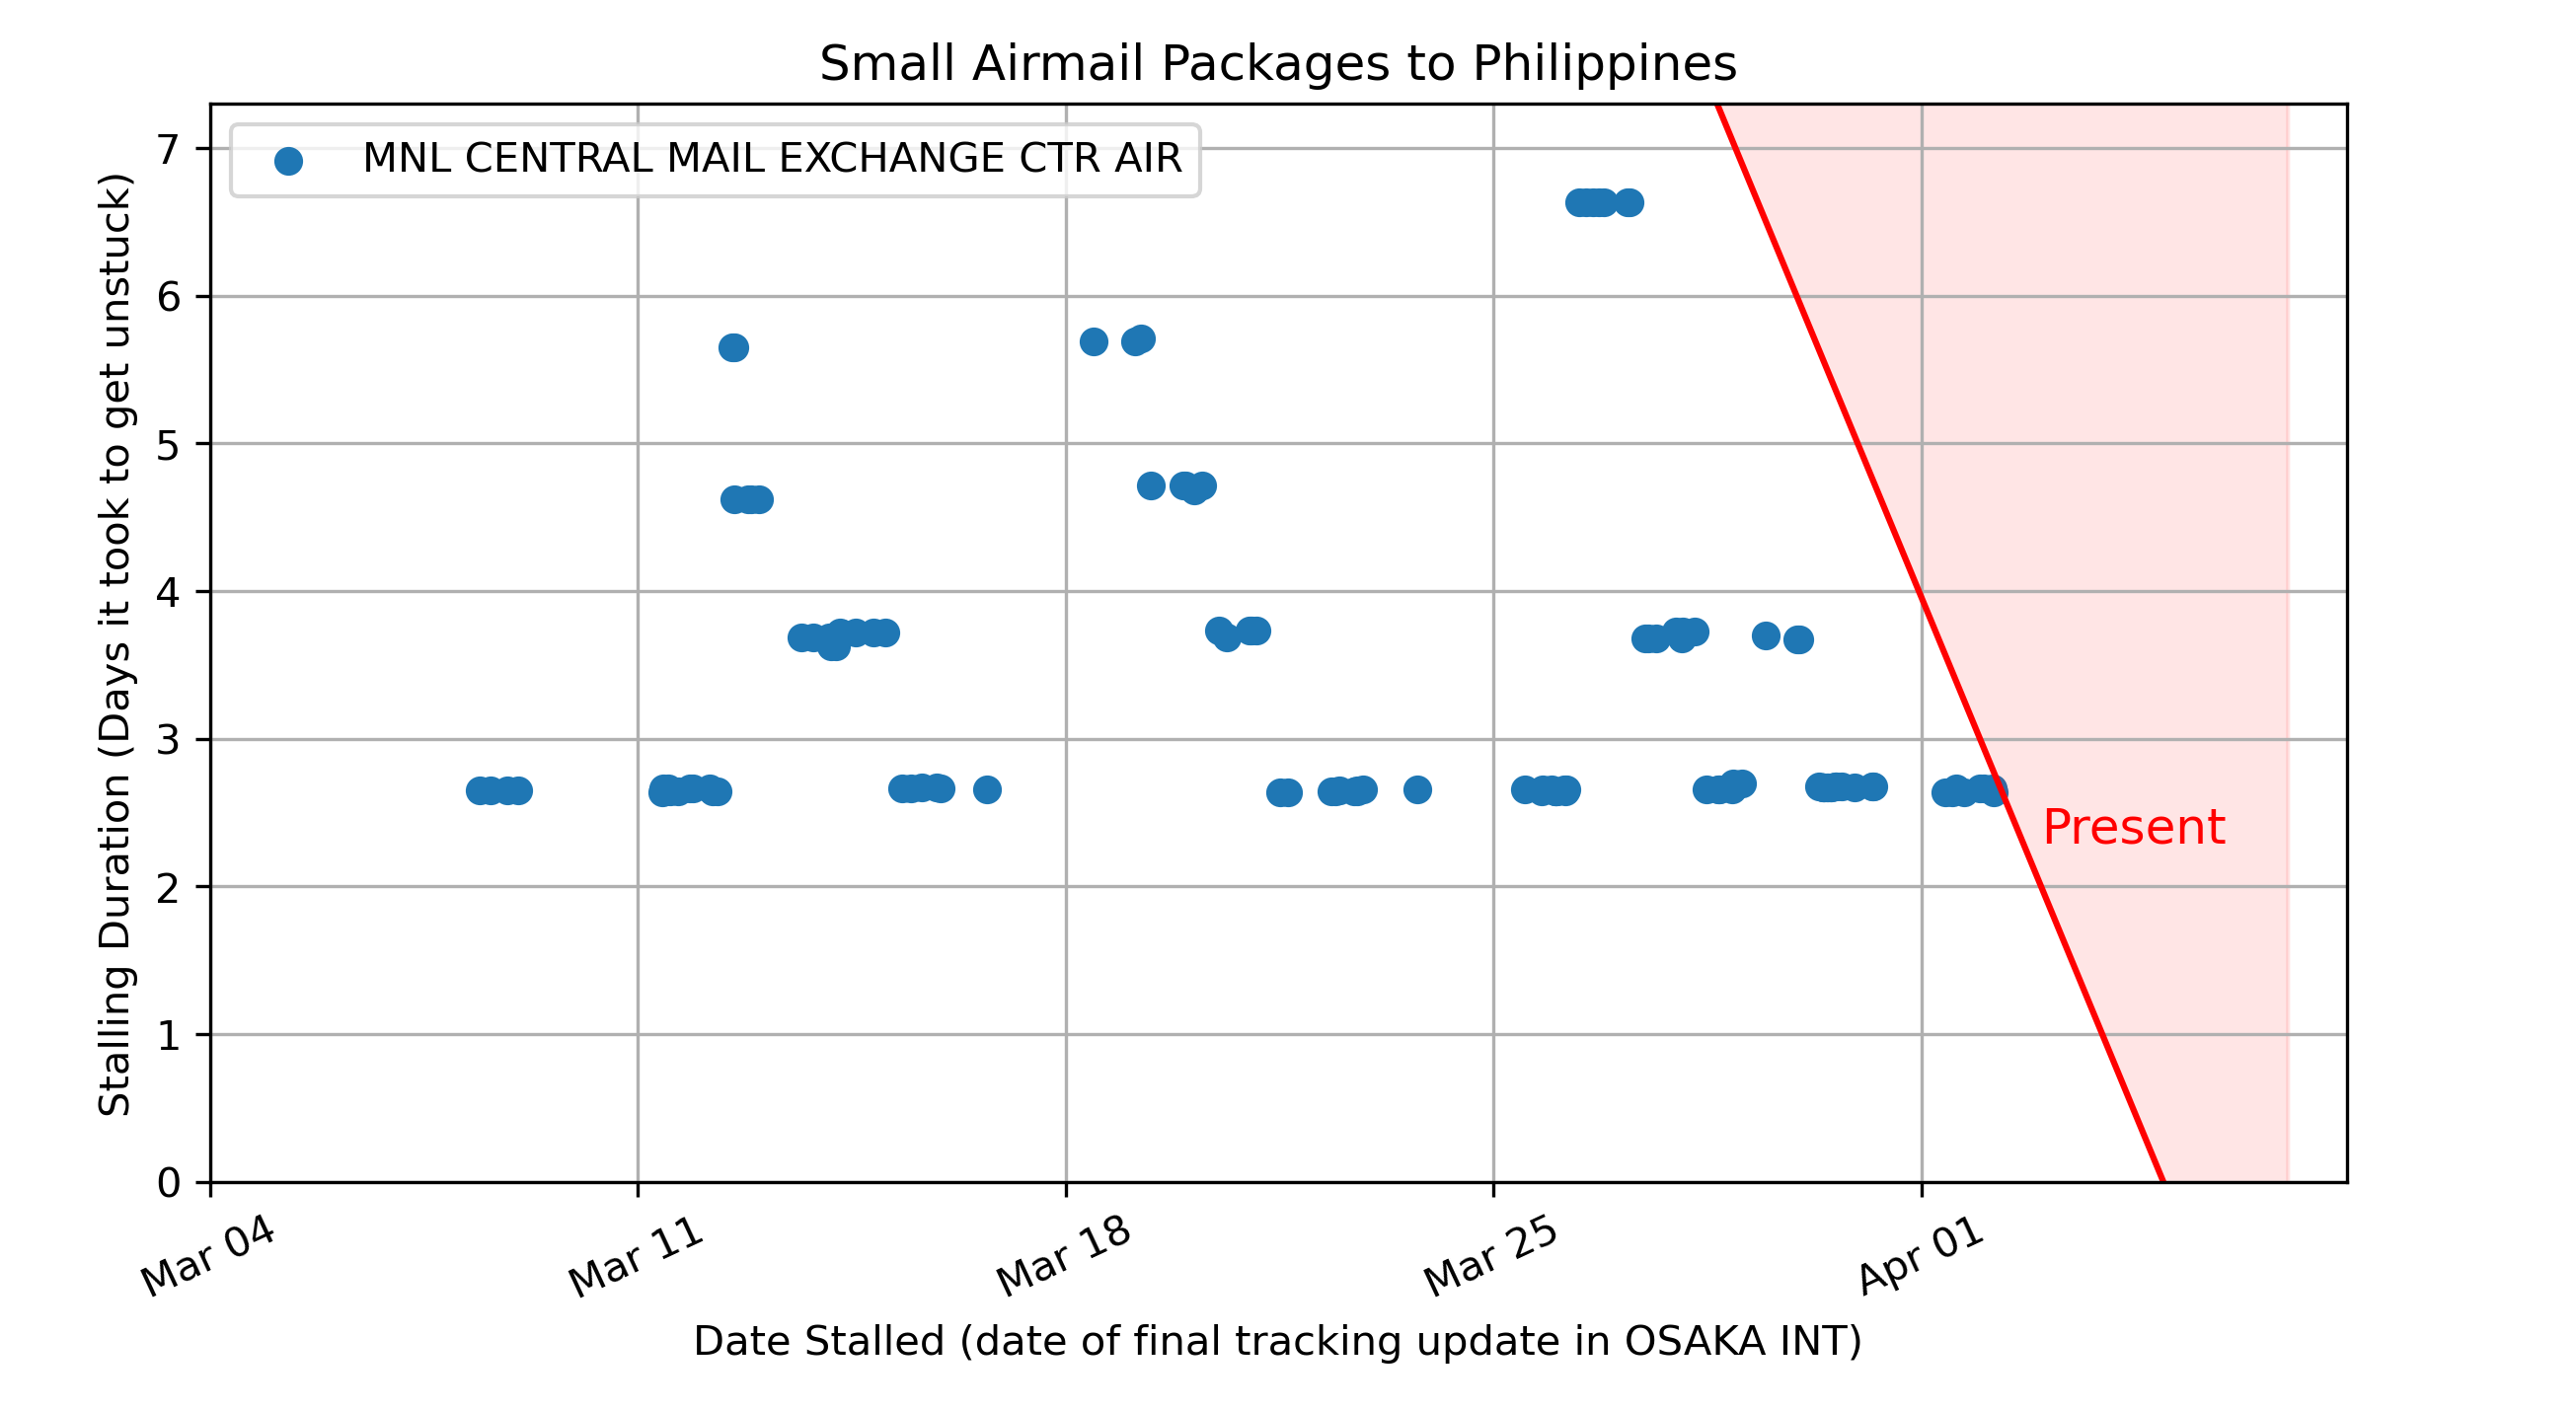 Small Airmail Packages to Philippines
MNL CENTRAL MAIL EXCHANGE CTR AIR
Stalling Duration (Days it took to get unstuck)
7
6
5
4
3
2
1
0
Present
Mar 04
Mar 11
Mar 18
Mar 25
Apr 01
Date Stalled (date of final tracking update in OSAKA INT)